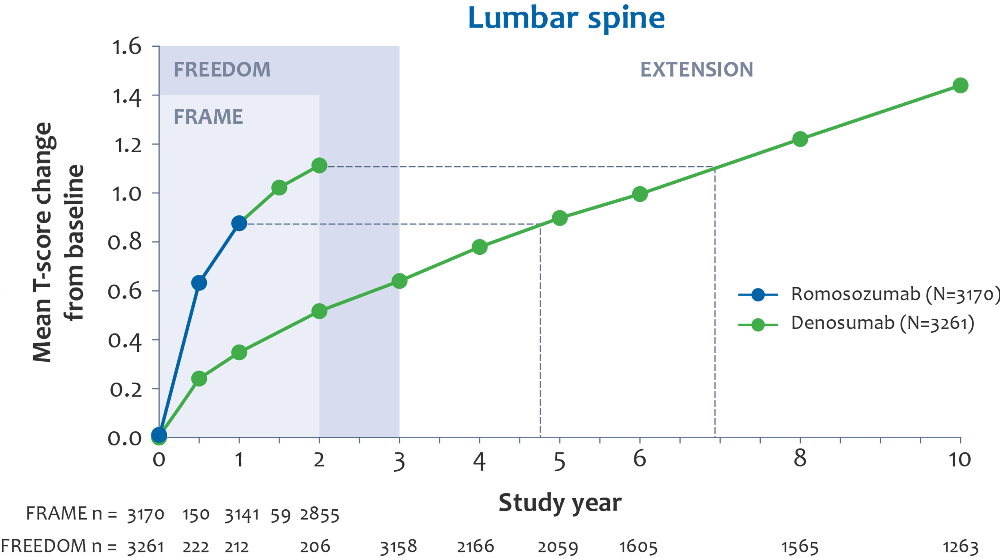 Lumbar spine
1.6
1.4
1.2
1.0
0.8
0.6
0.4
0.2
0.0
Mean T-score change
from baseline
FREEDOM
FRAME
EXTENSION
Romosozumab (N=3170)
Denosumab (N=3261)
0 1 2 3 4 5 6 8 10
Study year
FRAME n = 3170 150 3141 59 2855
FREEDOM n = 3261 222 212 206 3158 2166 2059 1605 1565 1263